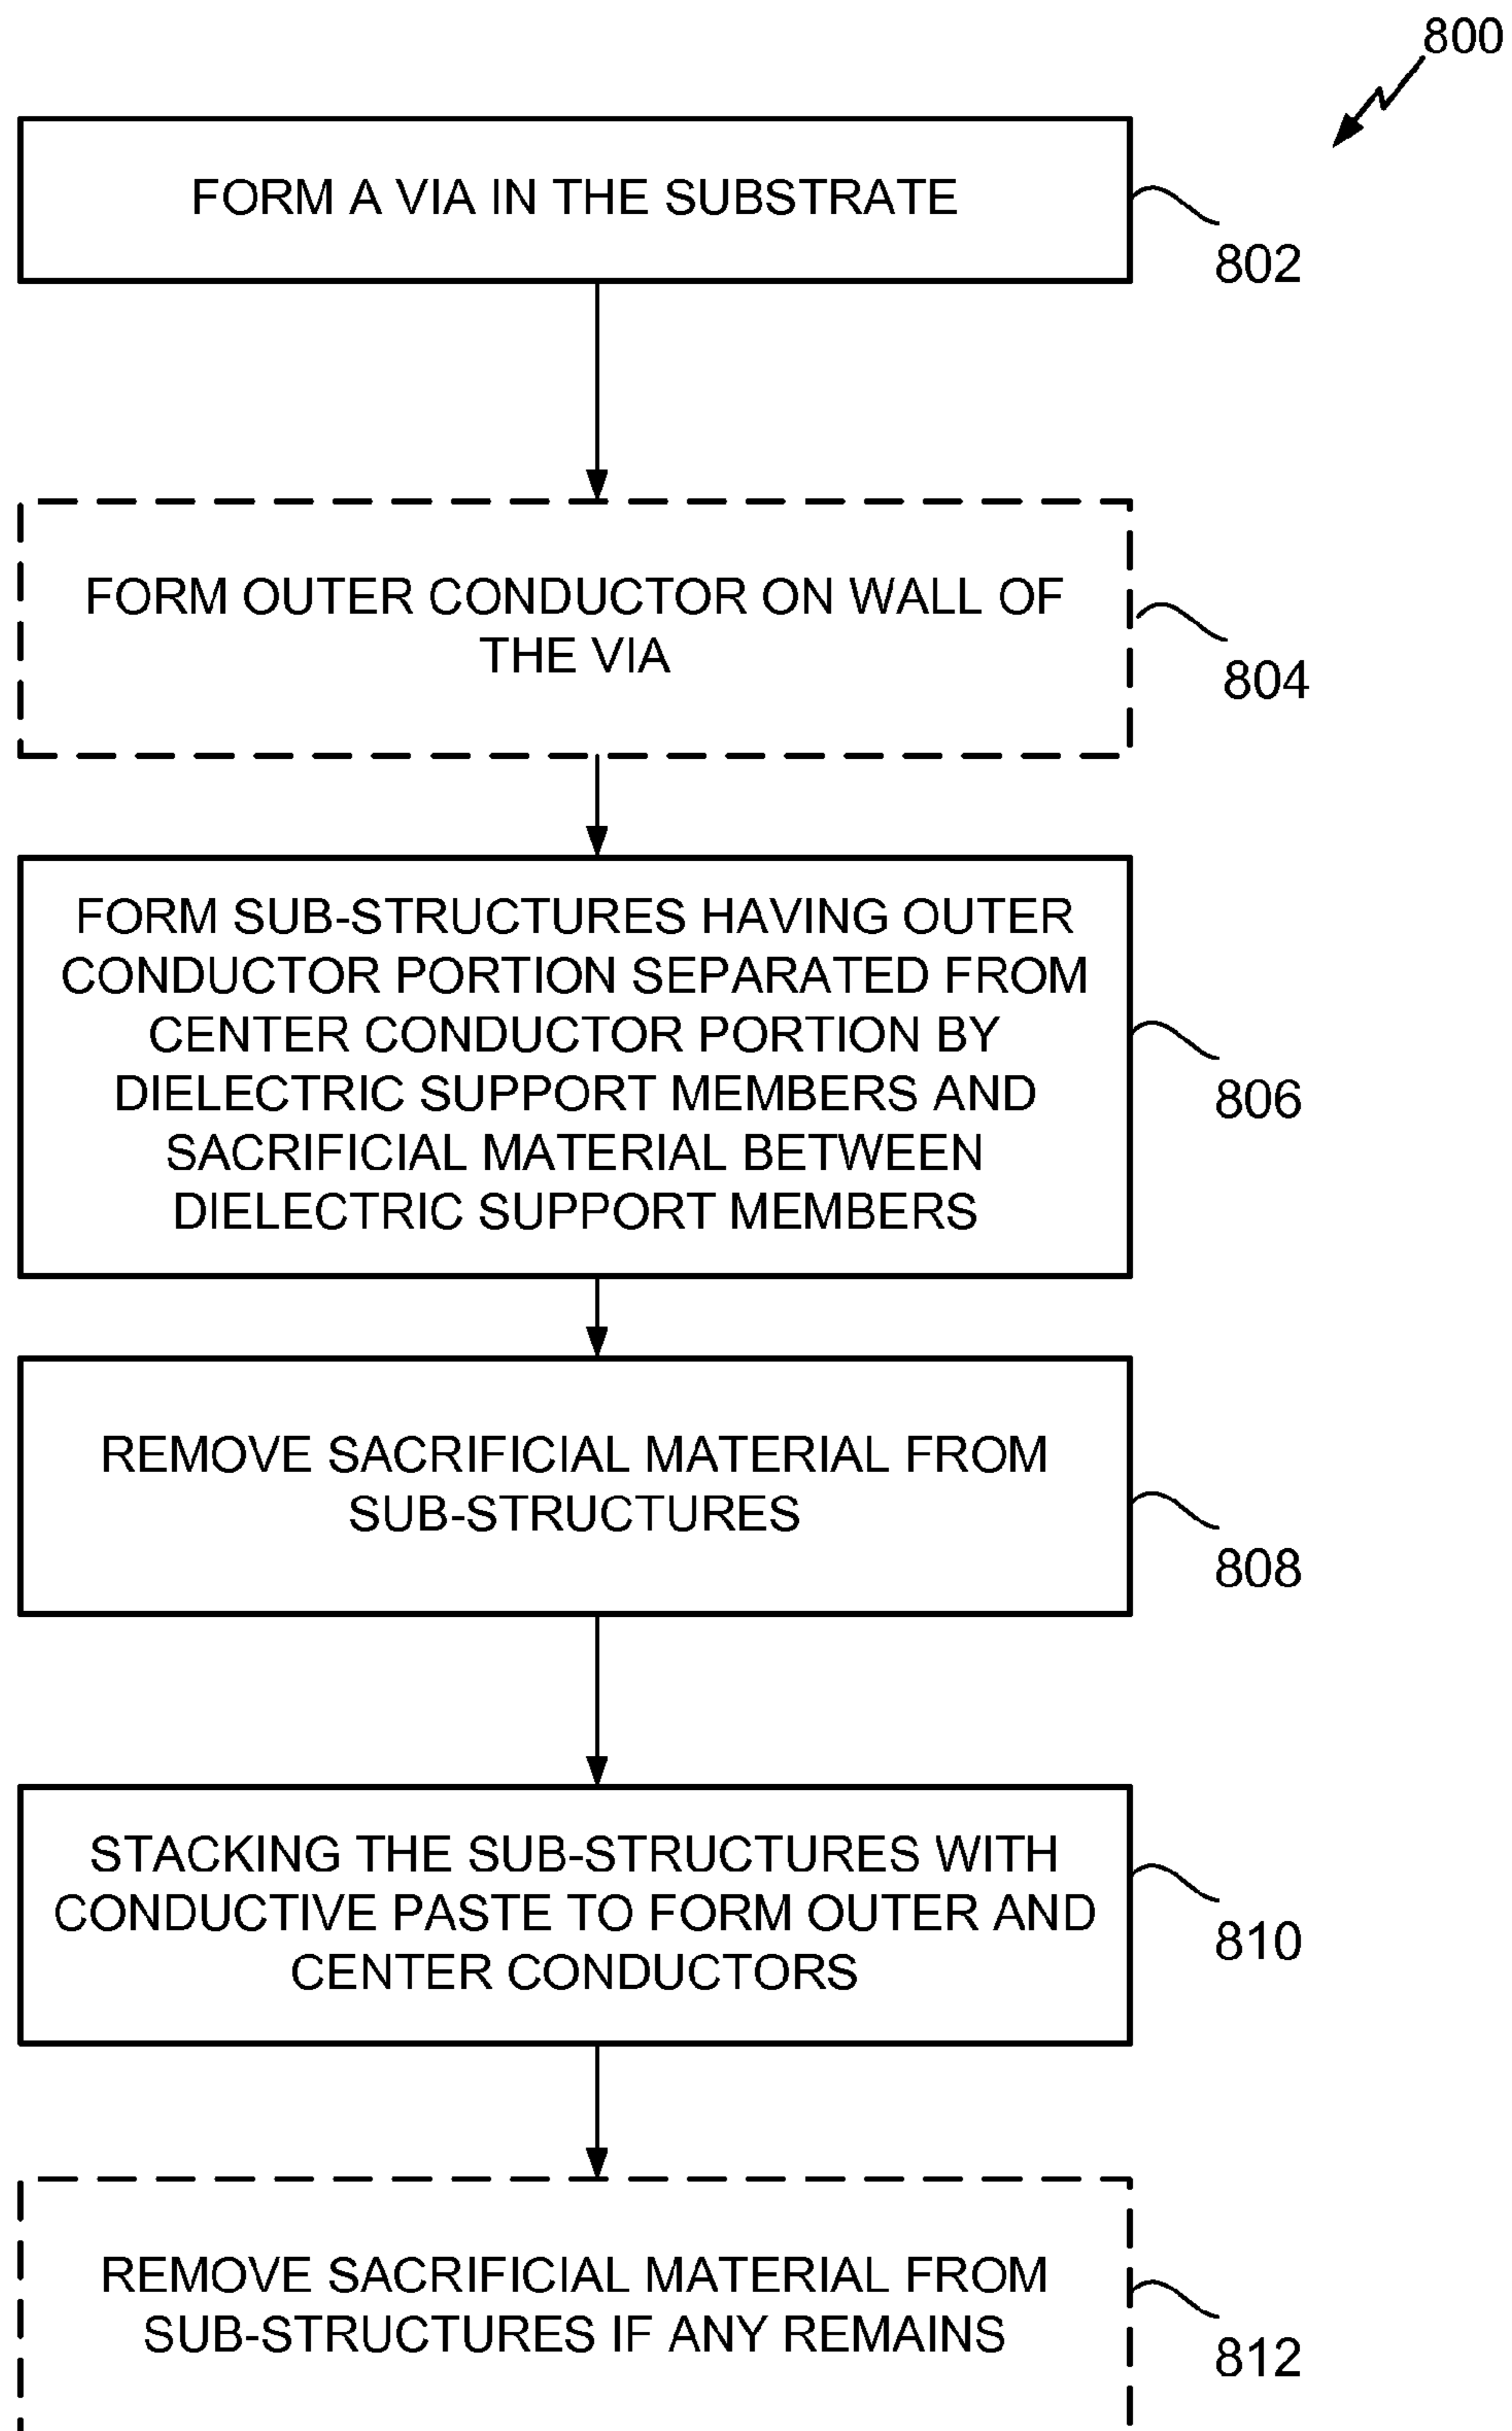 800
FORM A VIA IN THE SUBSTRATE
802
FORM OUTER CONDUCTOR ON WALL OF
THE VIA
804
FORM SUB-STRUCTURES HAVING OUTER
CONDUCTOR PORTION SEPARATED FROM
CENTER CONDUCTOR PORTION BY
DIELECTRIC SUPPORT MEMBERS AND
SACRIFICIAL MATERIAL BETWEEN
DIELECTRIC SUPPORT MEMBERS
806
REMOVE SACRIFICIAL MATERIAL FROM
SUB-STRUCTURES
808
STACKING THE SUB-STRUCTURES WITH
CONDUCTIVE PASTE TO FORM OUTER AND
CENTER CONDUCTORS
810
REMOVE SACRIFICIAL MATERIAL FROM
SUB-STRUCTURES IF ANY REMAINS
812